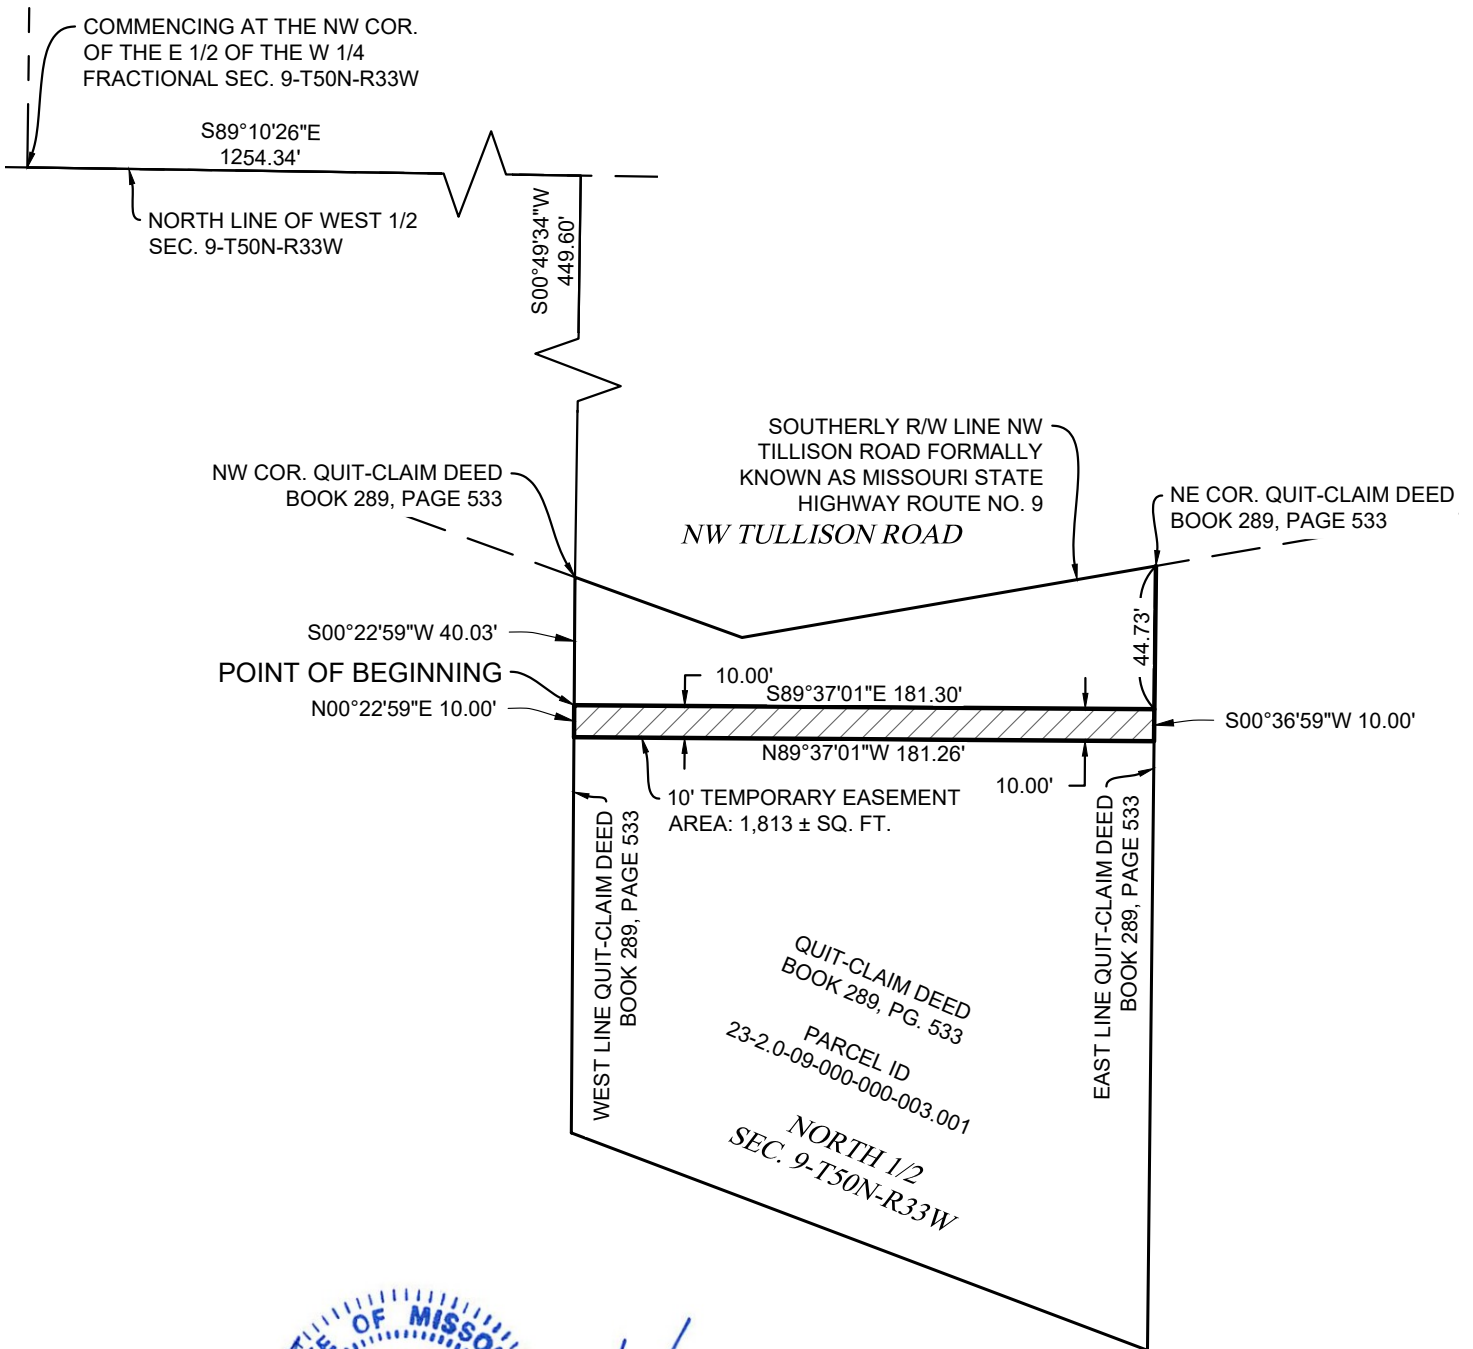 COMMENCING AT THE NW COR.
OF THE E 1/2 OF THE W 1/4
FRACTIONAL SEC. 9-T50N-R33W
S89°10'26"E
1254.34'
NORTH LINE OF WEST 1/2
SEC. 9-T50N-R33W
S00°49'34"W
449.60'
SOUTHERLY R/W LINE NW
TILLISON ROAD FORMALLY
KNOWN AS MISSOURI STATE
HIGHWAY ROUTE NO. 9
NW COR. QUIT-CLAIM DEED
BOOK 289, PAGE 533
NE COR. QUIT-CLAIM DEED
BOOK 289, PAGE 533
NW TULLISON ROAD
S00°22'59"W 40.03'
44.73'
POINT OF BEGINNING
10.00'
S89°37'01"E 181.30'
N00°22'59"E 10.00'
S00°36'59"W 10.00'
N89°37'01"W 181.26'
10.00'
10' TEMPORARY EASEMENT
AREA: 1,813 ± SQ. FT.
WEST LINE QUIT-CLAIM DEED
BOOK 289, PAGE 533
EAST LINE QUIT-CLAIM DEED
BOOK 289, PAGE 533
QUIT-CLAIM DEED
BOOK 289, PG. 533
PARCEL ID
23-2.0-09-000-000-003.001
NORTH 1/2
SEC. 9-T50N-R33W
OF